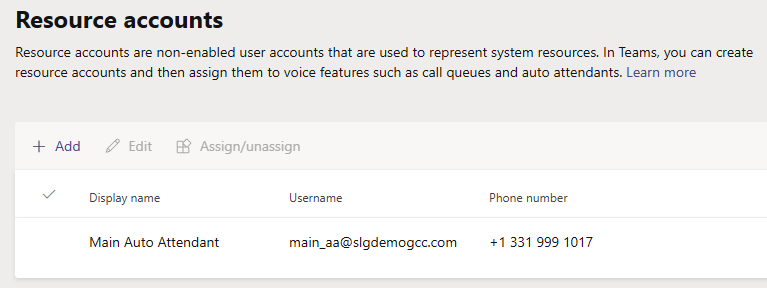 Resource accounts
Resource accounts are non-enabled user accounts that are used to represent system resources. In Teams, you can create
resource accounts and then assign them to voice features such as call queues and auto attendants. Learn more
+ Add Edit Assign/unassign
Display name Username Phone number
Main Auto Attendant main_aa@slgdemogcc.com +1 331 999 1017